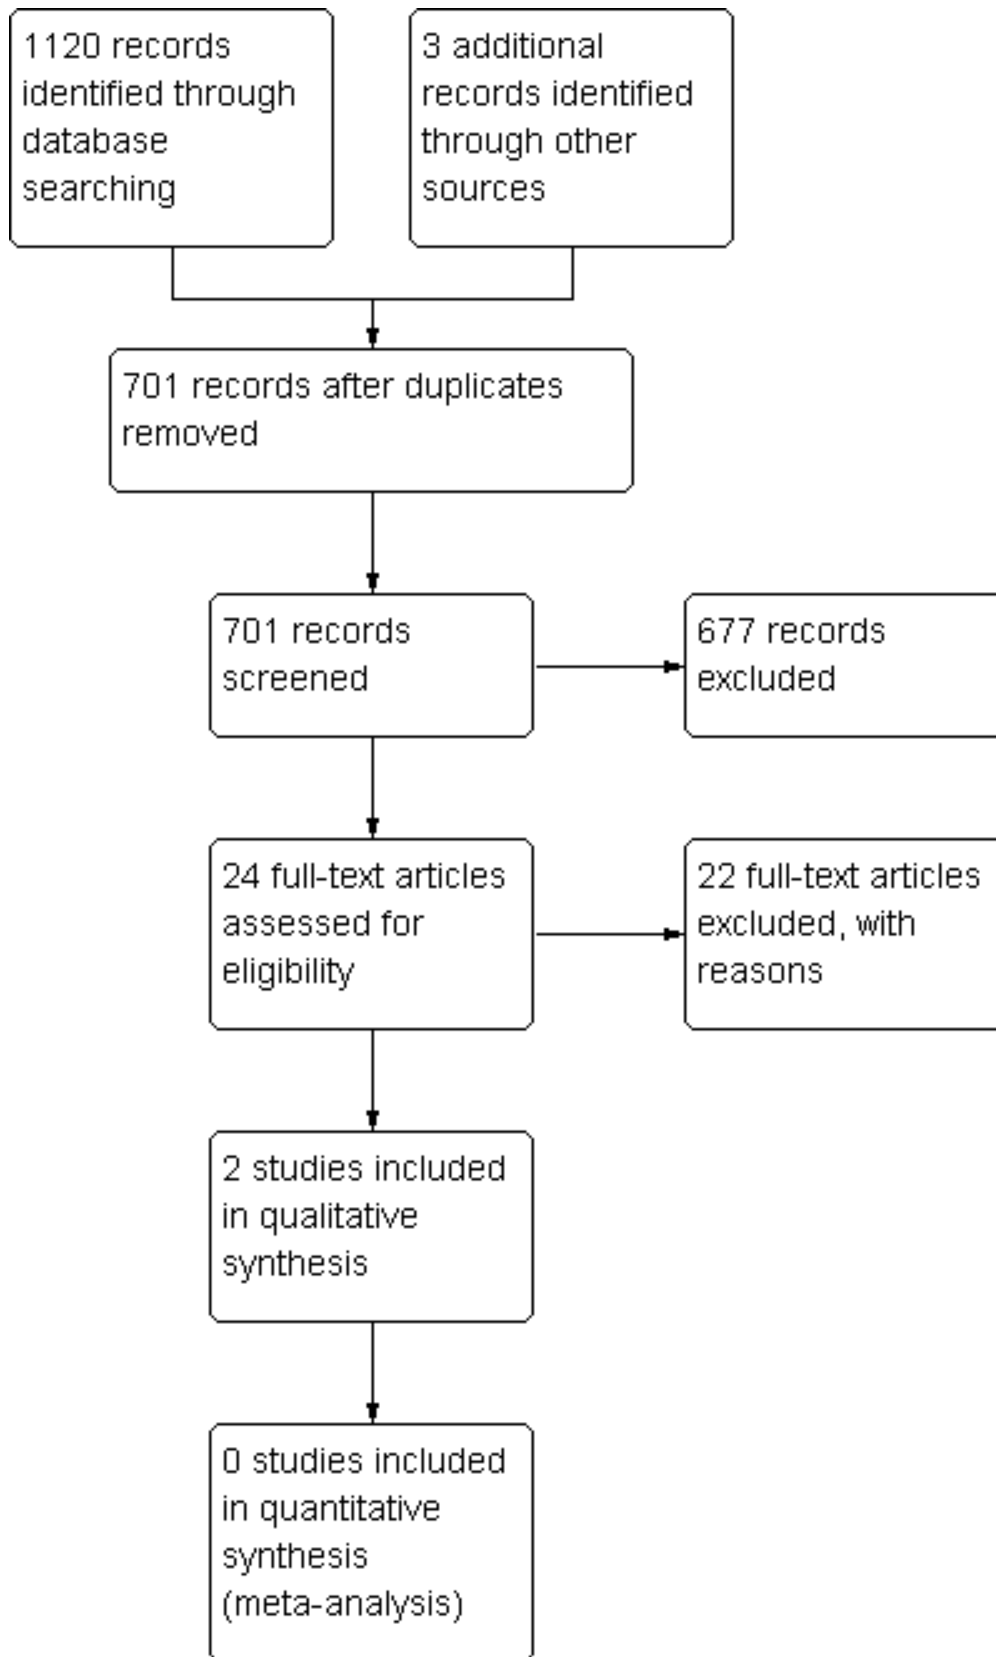 1120 records
identified through
database
searching
3 additional
records identified
through other
sources
701 records after duplicates
removed
701 records
screened
677 records
excluded
24 full-text articles
assessed for
eligibility
22 full-text articles
excluded, with
reasons
2 studies included
in qualitative
synthesis
0 studies included
in quantitative
synthesis
(meta-analysis)